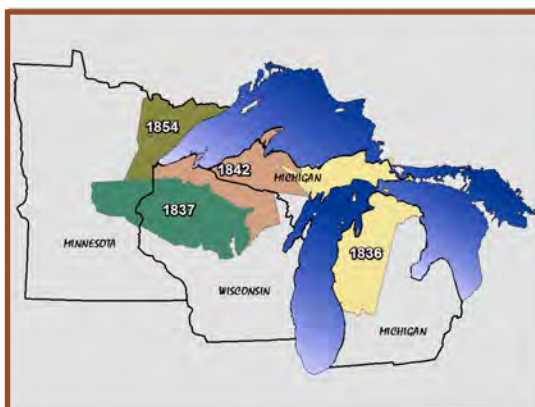 1854
1842
MICHIGAN
1837
MINNESOTA
1836
WISCONSIN
MICHIGAN